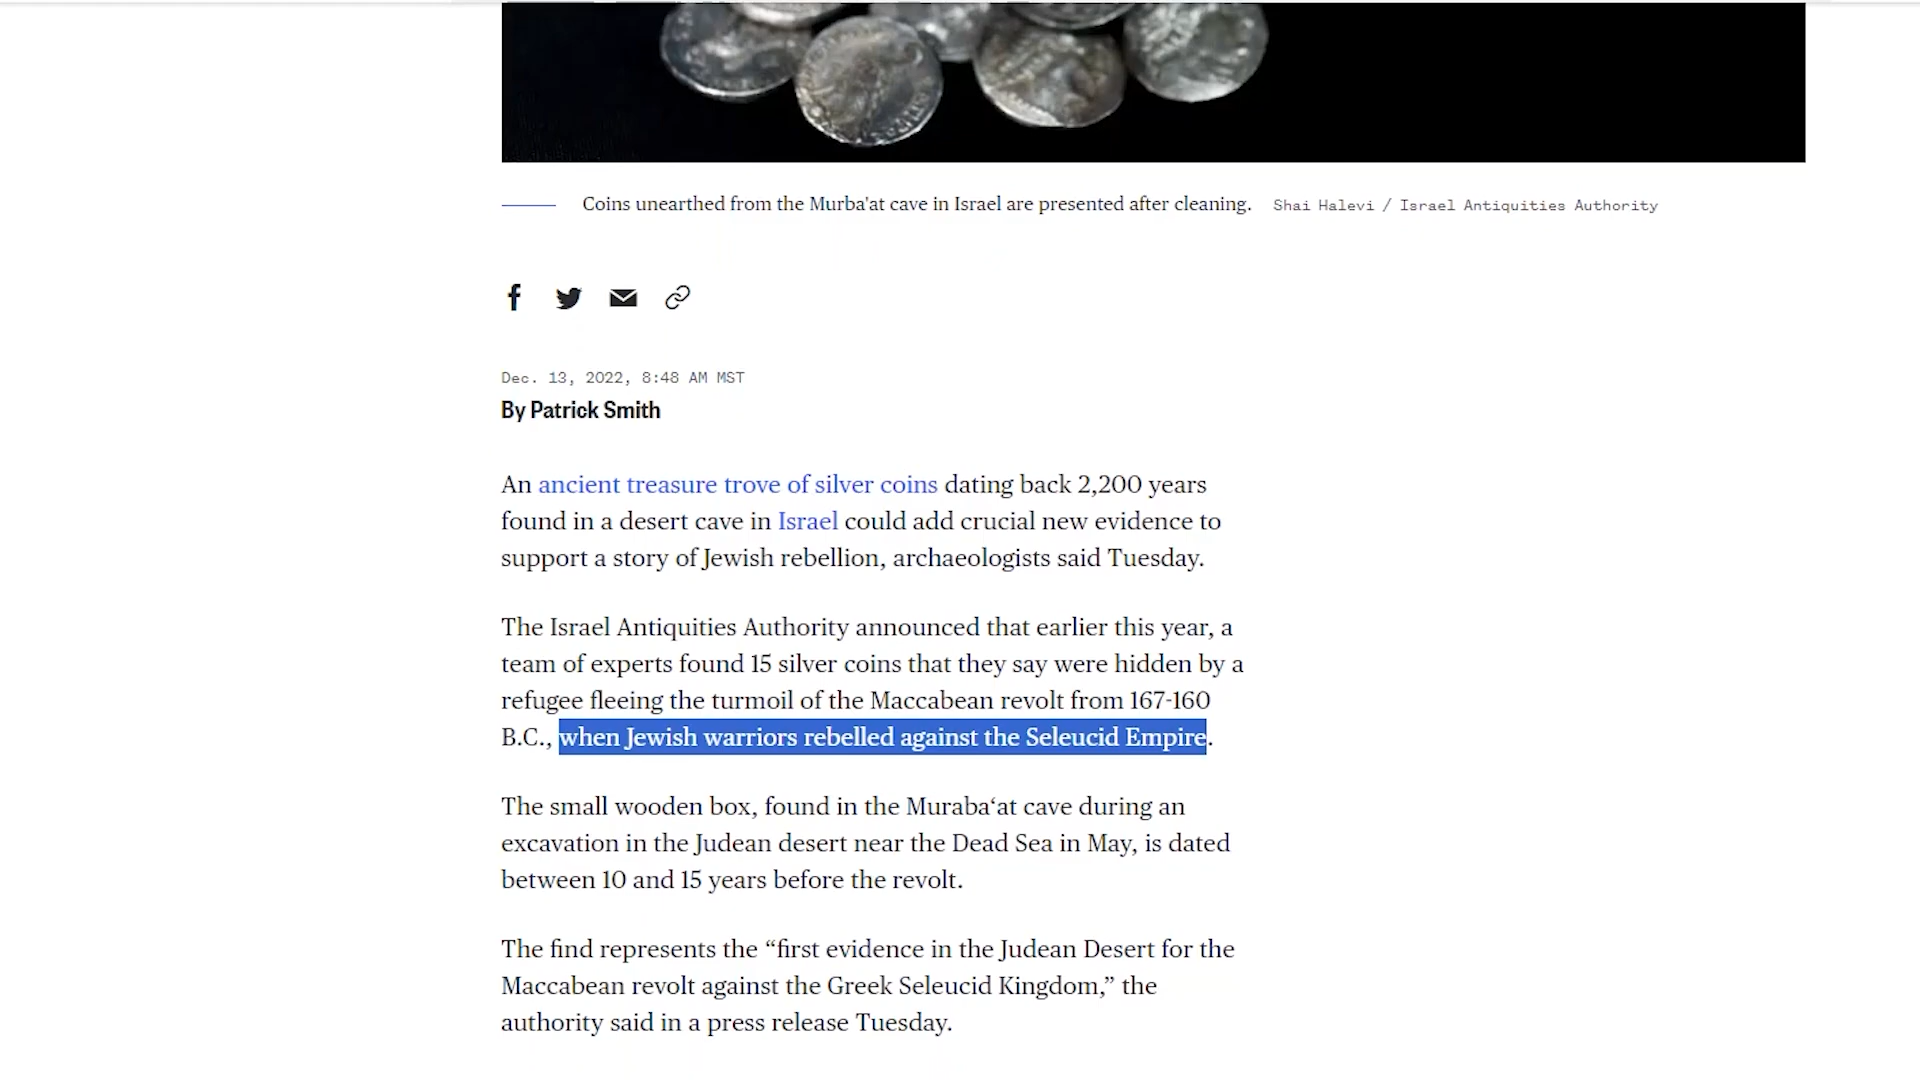 Coins unearthed from the Murba'at cave in Israel are presented after cleaning. Shai Halevi / Israel Antiquities Authority
Dec. 13, 2022, 8:48 AM MST
By Patrick Smith
An ancient treasure trove of silver coins dating back 2,200 years
found in a desert cave in Israel could add crucial new evidence to
support a story of Jewish rebellion, archaeologists said Tuesday.
The Israel Antiquities Authority announced that earlier this year, a
team of experts found 15 silver coins that they say were hidden by a
refugee fleeing the turmoil of the Maccabean revolt from 167-160
B.C., when Jewish warriors rebelled against the Seleucid Empire.
The small wooden box, found in the Muraba‘at cave during an
excavation in the Judean desert near the Dead Sea in May, is dated
between 10 and 15 years before the revolt.
The find represents the “first evidence in the Judean Desert for the
Maccabean revolt against the Greek Seleucid Kingdom,” the
authority said in a press release Tuesday.